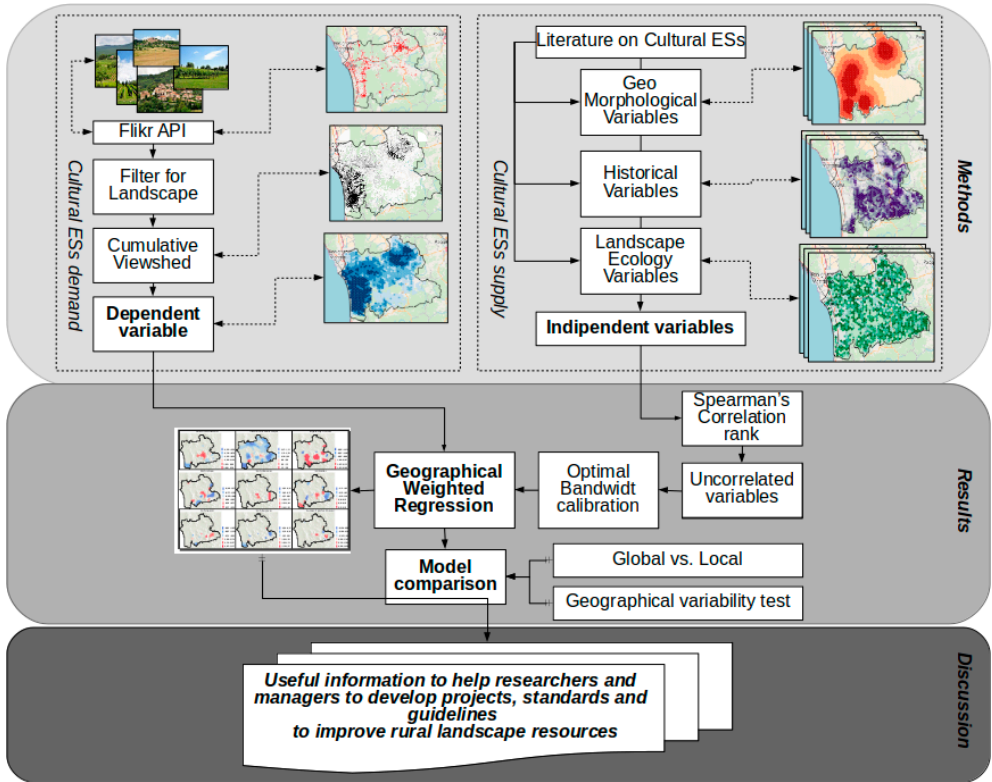 Flikr API
Filter for
Landscape
Cumulative
Viewshed
Dependent
variable
Cultural ESs demand
Literature on Cultural ESs
Geo
Morphological
Variables
Historical
Variables
Landscape
Ecology
Variables
Indipendent variables
Cultural ESs supply
Methods
Spearman's
Correlation
rank
Uncorrelated
variables
Optimal
Bandwidt
calibration
Geographical
Weighted
Regression
Model
comparison
Global vs. Local
Geographical variability test
Results
Useful information to help researchers and
managers to develop projects, standards and
guidelines
to improve rural landscape resources
Discussion